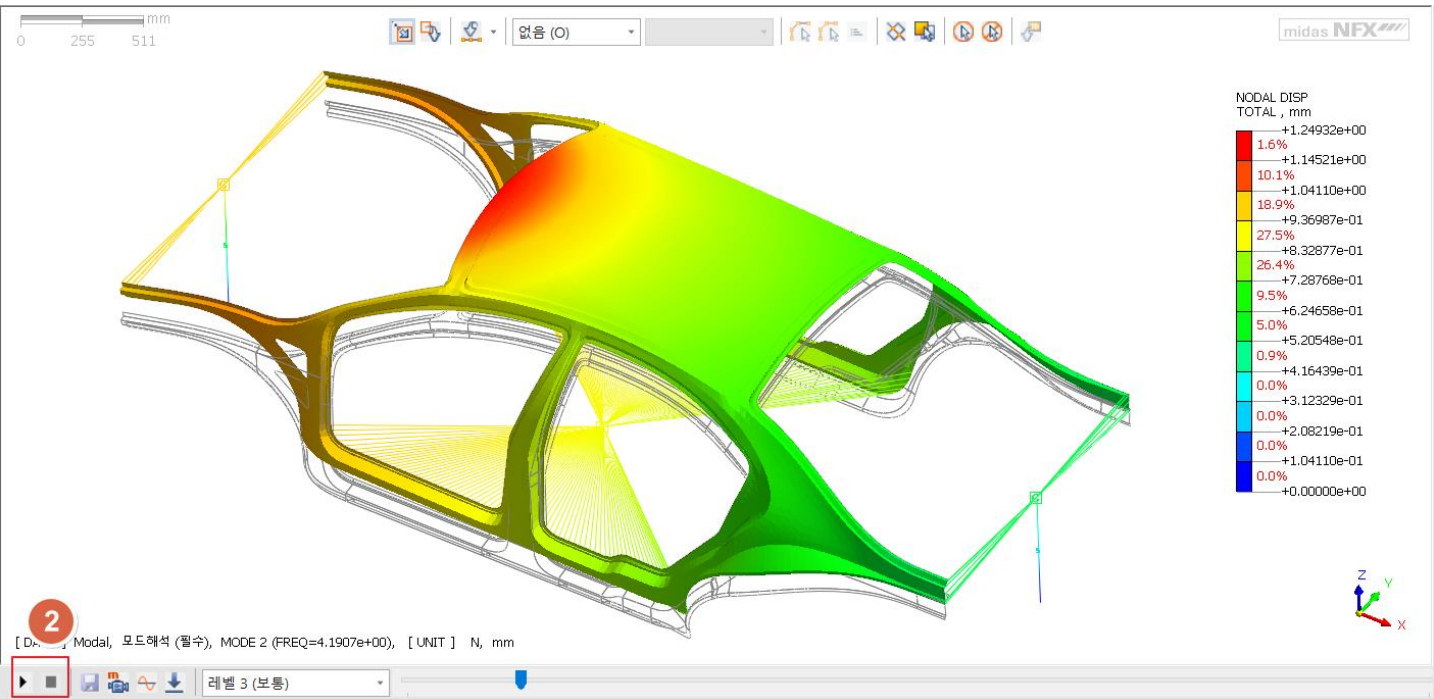 mm
0 255 511
없음 (O)
midas NFX
NODAL DISP
TOTAL , mm
+1.24932e+00
1.6%
+1.14521e+00
10.1%
+1.04110e+00
18.9%
+9.36987e-01
27.5%
+8.32877e-01
26.4%
+7.28768e-01
9.5%
+6.24658e-01
5.0%
+5.20548e-01
0.9%
+4.16439e-01
0.0%
+3.12329e-01
0.0%
+2.08219e-01
0.0%
+1.04110e-01
0.0%
+0.00000e+00
Z
Y
X
2
Modal, 모드해석 (필수), MODE 2 (FREQ=4.1907e+00), [ UNIT ] N, mm
레벨 3 (보통)